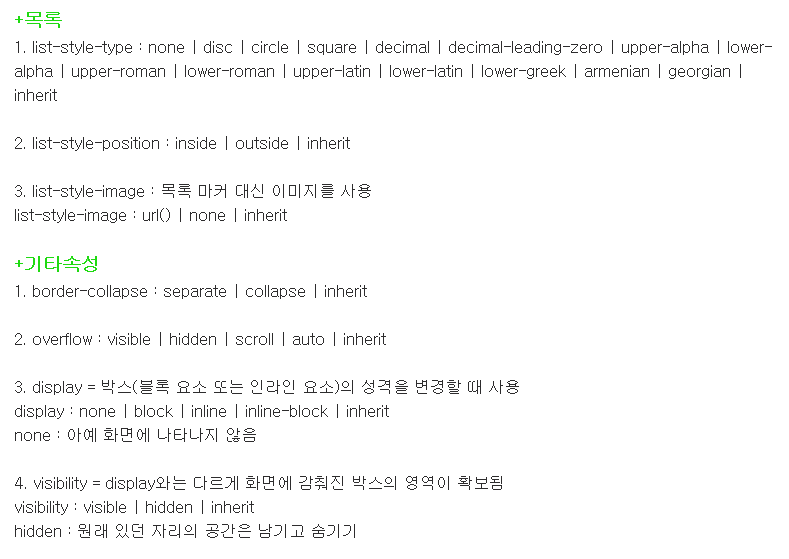 +목록
1. list-style-type : none | disc | circle | square | decimal | decimal-leading-zero | upper-alpha | lower-
alpha | upper-roman | lower-roman | upper-latin | lower-latin | lower-greek | armenian | georgian |
inherit
2. list-style-position : inside | outside | inherit
3. list-style-image : 목록 마커 대신 이미지를 사용
list-style-image : url() | none | inherit
+기타속성
1. border-collapse : separate | collapse | inherit
2. overflow : visible | hidden | scroll | auto | inherit
3. display = 박스(블록 요소 또는 인라인 요소)의 성격을 변경할 때 사용
display : none | block | inline | inline-block | inherit
none : 아예 화면에 나타나지 않음
4. visibility = display와는 다르게 화면에 감춰진 박스의 영역이 확보됨
visibility : visible | hidden | inherit
hidden : 원래 있던 자리의 공간은 남기고 숨기기